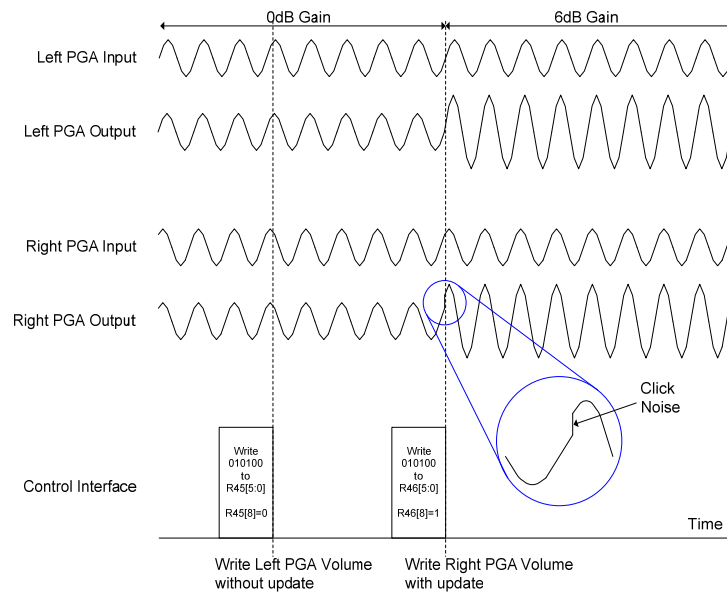 0dB Gain
6dB Gain
Left PGA Input
Left PGA Output
Right PGA Input
Right PGA Output
Click
Noise
Write
010100
to
R45[5:0]
R45[8]=0
Write
010100
to
R46[5:0]
R46[8]=1
Control Interface
Time
Write Left PGA Volume
without update
Write Right PGA Volume
with update